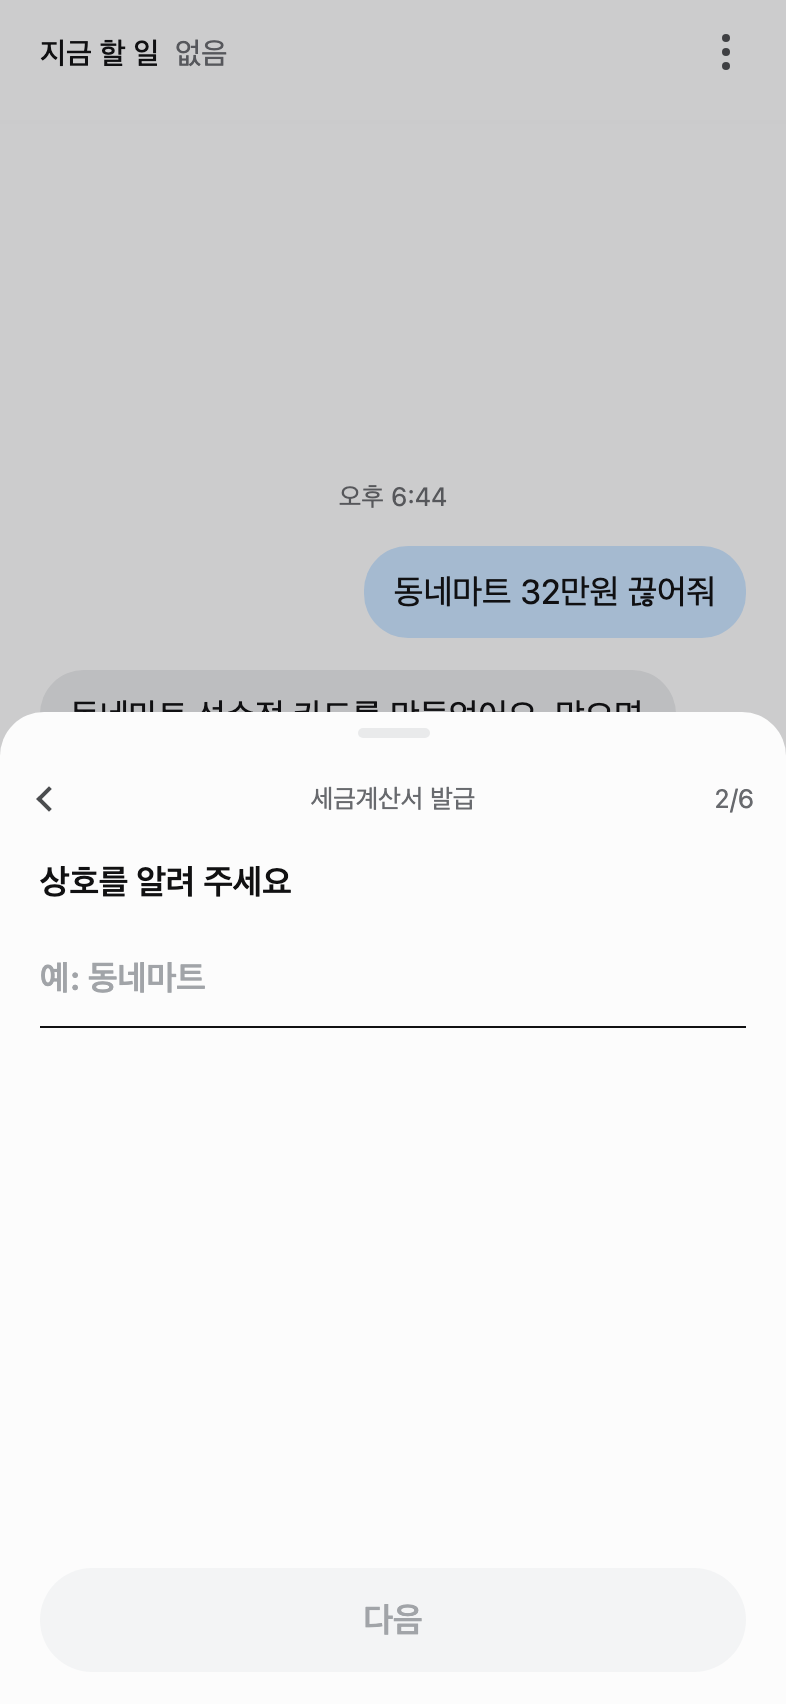 지금 할 일 없음
오후 6:44
동네마트 32만원 끊어줘
세금계산서 발급
2/6
상호를 알려 주세요
예: 동네마트
다음